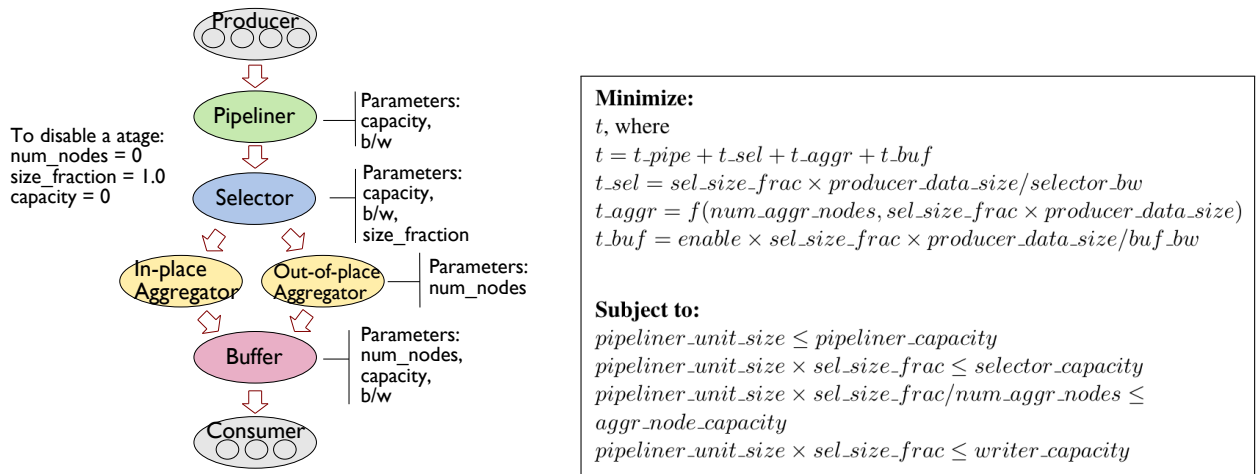 Producer
Pipeliner
Parameters:
capacity,
b/w
To disable a atage:
num_nodes = 0
size_fraction = 1.0
capacity = 0
Selector
Parameters:
capacity,
b/w,
size_fraction
In-place
Aggregator
Out-of-place
Aggregator
Parameters:
num_nodes
Buffer
Parameters:
num_nodes,
capacity,
b/w
Consumer
Minimize:
t, where
t = t_pipe + t_sel + t_aggr + t_buf
t_sel = sel_size_frac × producer_data_size/selector_bw
t_aggr = f(num_aggr_nodes, sel_size_frac × producer_data_size)
t_buf = enable × sel_size_frac × producer_data_size/buf_bw
Subject to:
pipeliner_unit_size ≤ pipeliner_capacity
pipeliner_unit_size × sel_size_frac ≤ selector_capacity
pipeliner_unit_size × sel_size_frac/num_aggr_nodes ≤
aggr_node_capacity
pipeliner_unit_size × sel_size_frac ≤ writer_capacity